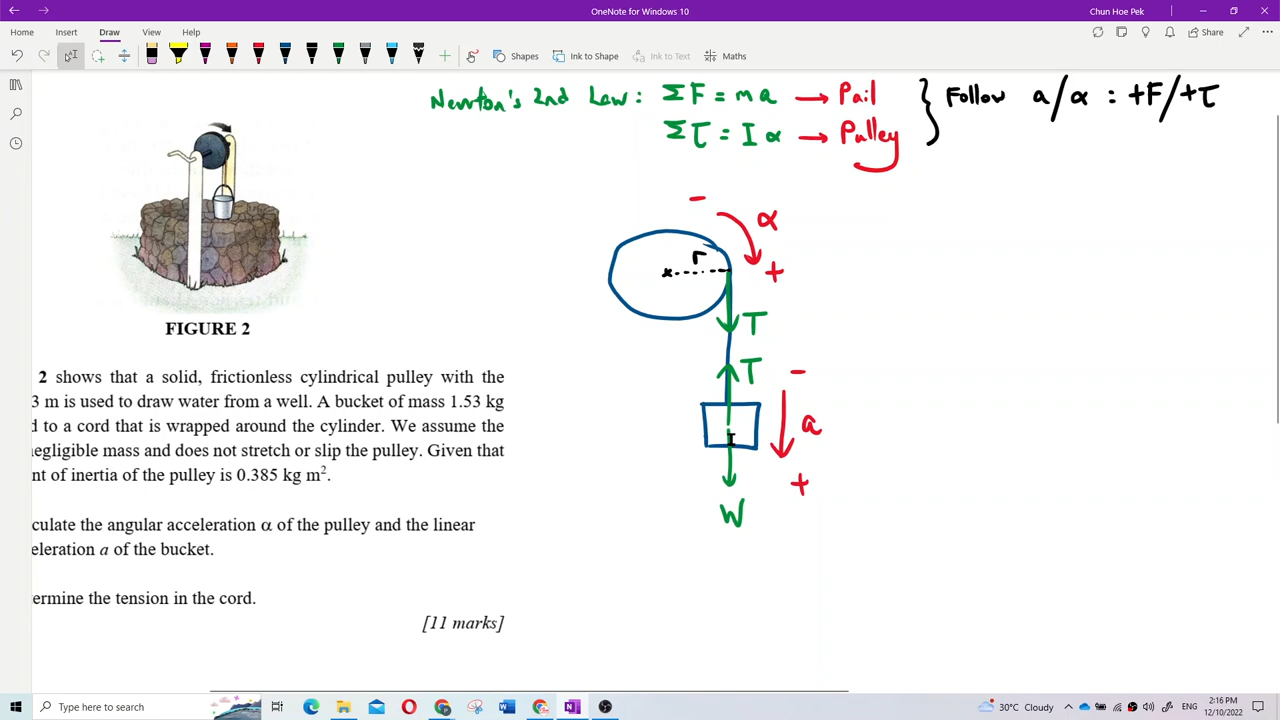 OneNote for Windows 10
Chun Hoe Pek
Home Insert Draw View Help
Share
Shapes Ink to Shape Ink to Text Maths
Newton's 2nd Law: ΣF = ma → Pail
Στ = Iα → Pulley
} Follow a/α : +F/+τ
- α
r
+
T
T -
a
+
W
FIGURE 2
2 shows that a solid, frictionless cylindrical pulley with the
3 m is used to draw water from a well. A bucket of mass 1.53 kg
d to a cord that is wrapped around the cylinder. We assume the
negligible mass and does not stretch or slip the pulley. Given that
nt of inertia of the pulley is 0.385 kg m².
culate the angular acceleration α of the pulley and the linear
eleration a of the bucket.
ermine the tension in the cord.
[11 marks]
Type here to search
30°C Cloudy
ENG
2:16 PM
12/10/2022